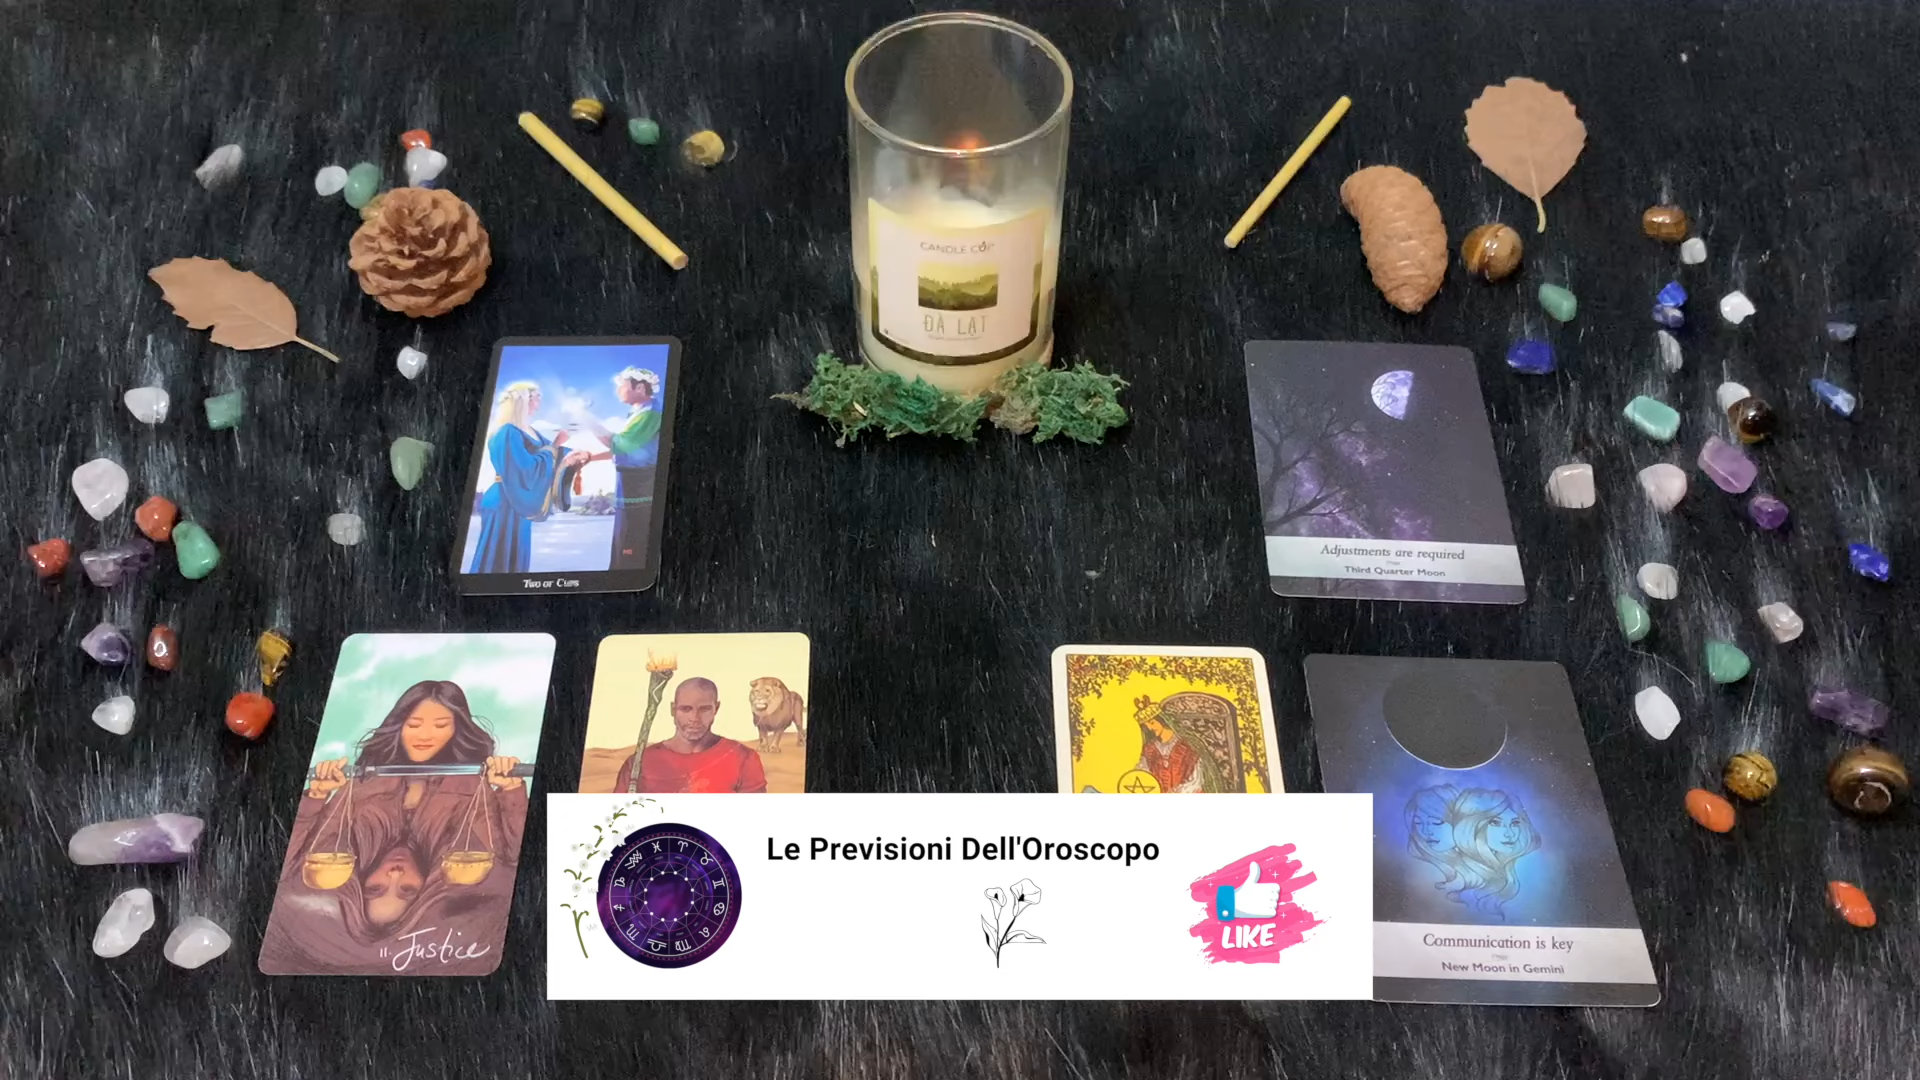 CANDLE CUP
ĐÀ LẠT
Two of Cups
Adjustments are required
Third Quarter Moon
11. Justice
Le Previsioni Dell'Oroscopo
LIKE
Communication is key
New Moon in Gemini